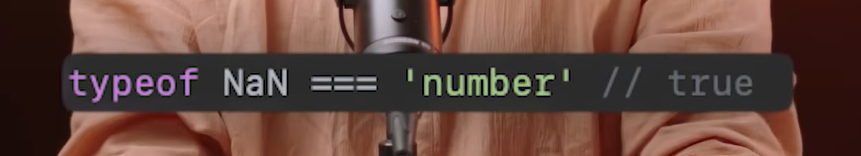 typeof NaN === 'number' // true